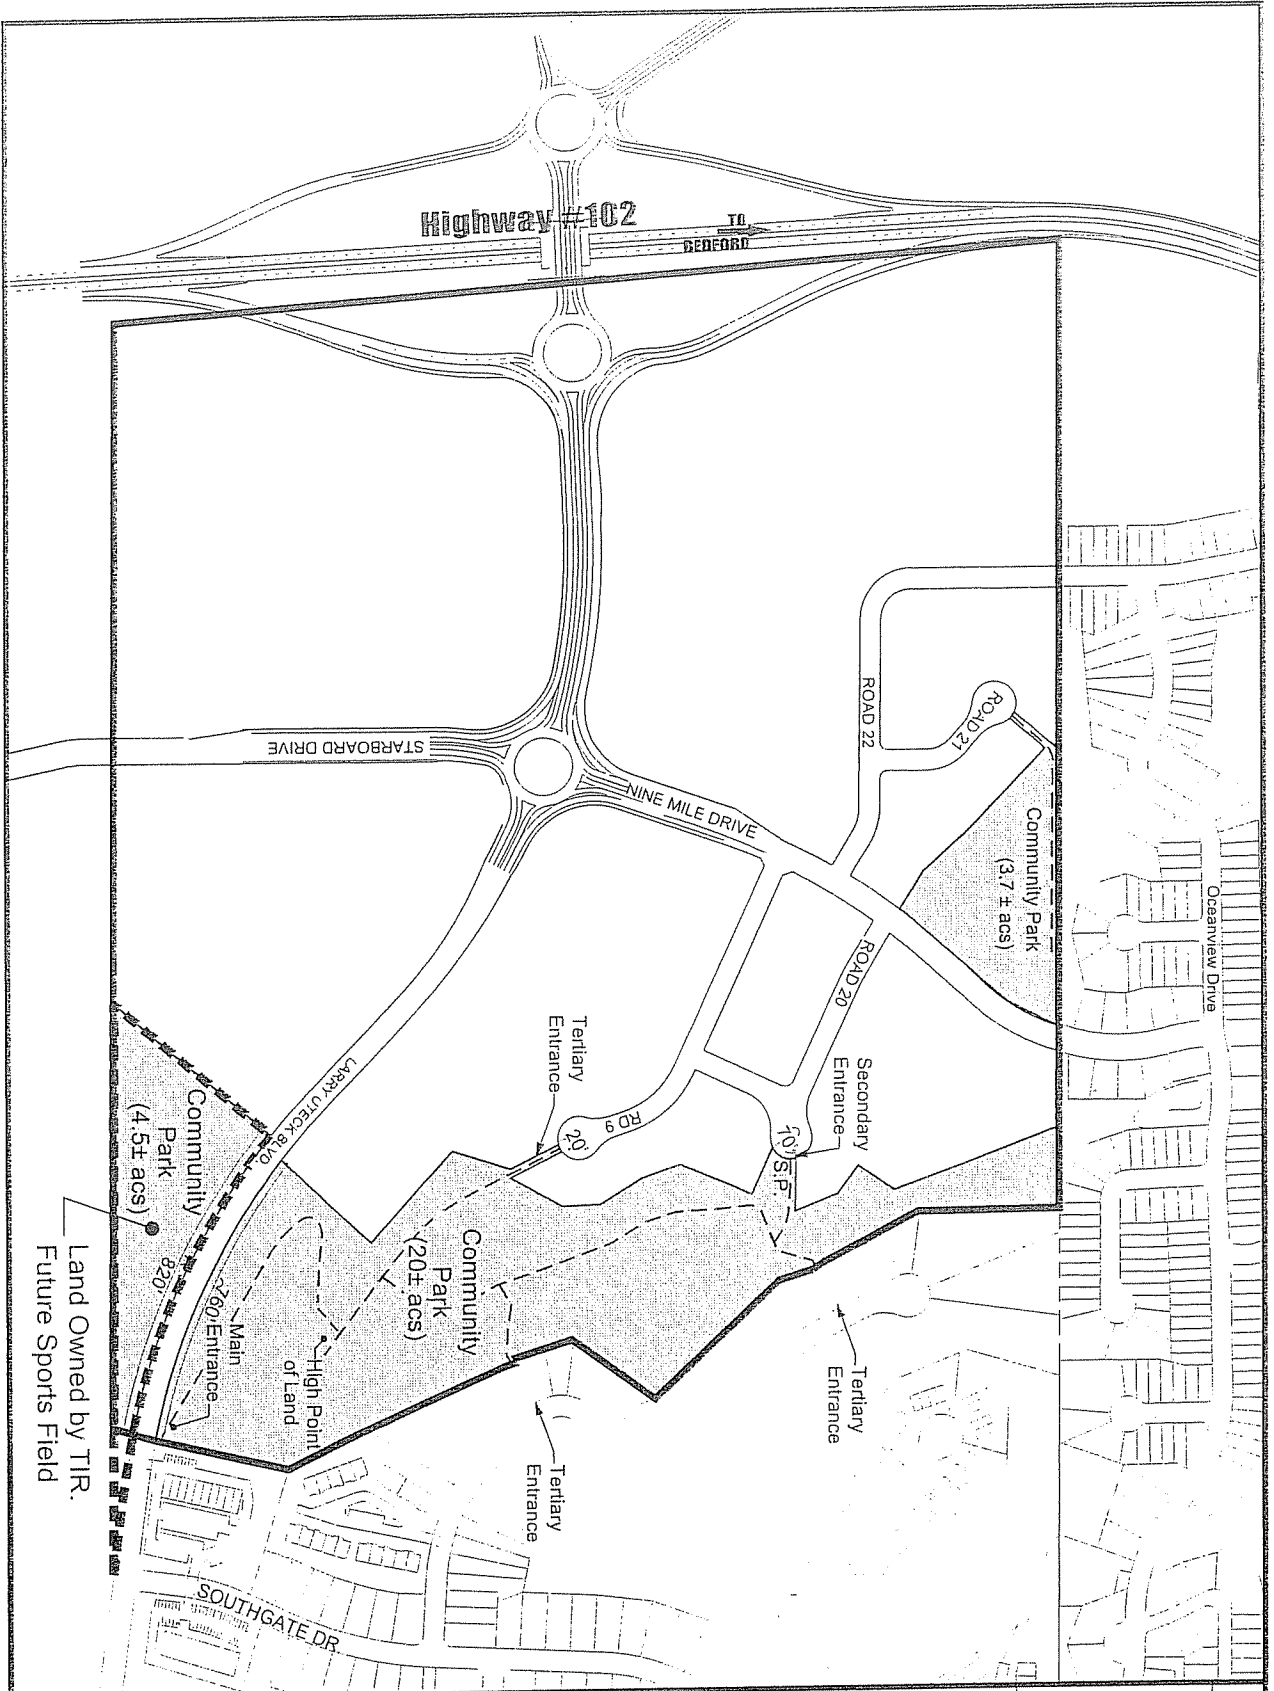 Highway #102
TO
BEDFORD
ROAD 22
ROAD 21
Community Park
(3.7 ± acs)
Oceanview Drive
STARBOARD DRIVE
NINE MILE DRIVE
ROAD 20
Secondary
Entrance
Tertiary
Entrance
RD 9
20'
70'
S.P.
LARRY UTECK BLVD
Community
Park
(4.5± acs)
820'
Community
Park
(20± acs)
Main
Entrance
High Point
of Land
Tertiary
Entrance
Tertiary
Entrance
Land Owned by TIR.
Future Sports Field
SOUTHGATE DR